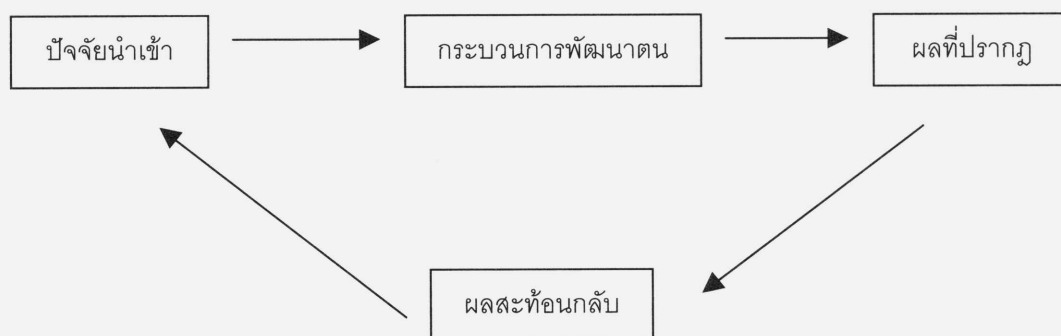 ปัจจัยนำเข้า
กระบวนการพัฒนาตน
ผลที่ปรากฏ
ผลสะท้อนกลับ